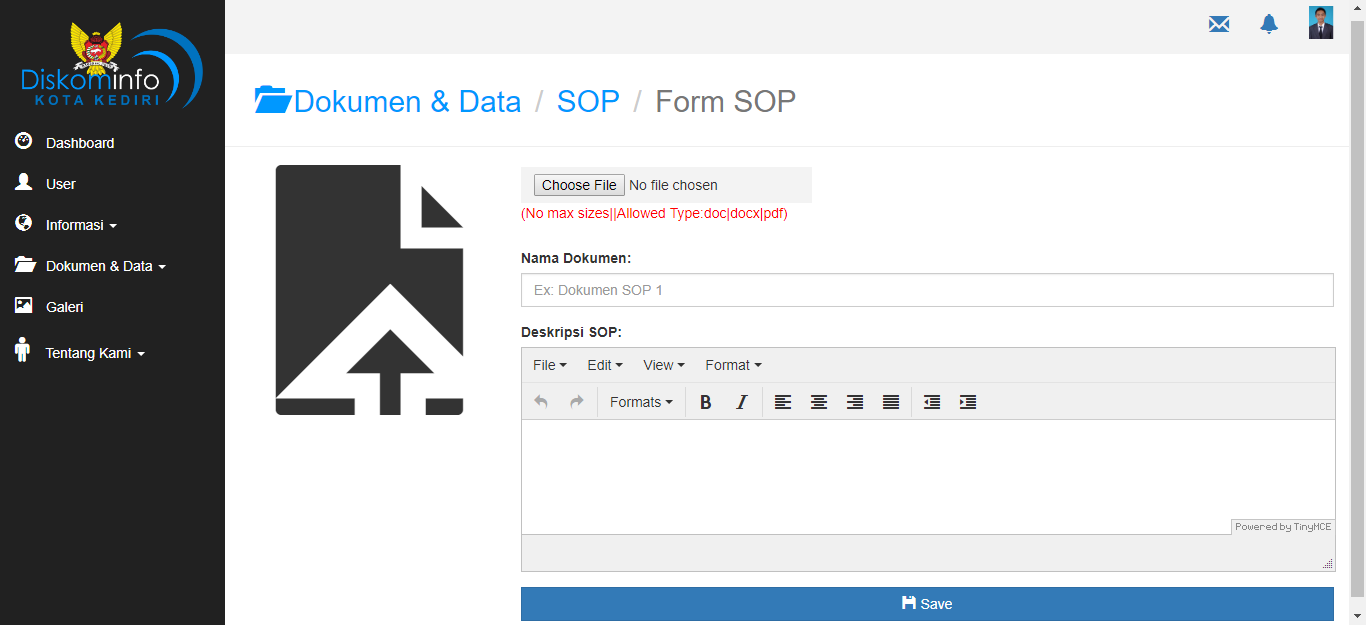 Diskominfo
KOTA KEDIRI
Dashboard
User
Informasi
Dokumen & Data
Galeri
Tentang Kami
Dokumen & Data / SOP / Form SOP
Choose File No file chosen
(No max sizes||Allowed Type:doc|docx|pdf)
Nama Dokumen:
Ex: Dokumen SOP 1
Deskripsi SOP:
File Edit View Format
Formats B I
Powered by TinyMCE
Save